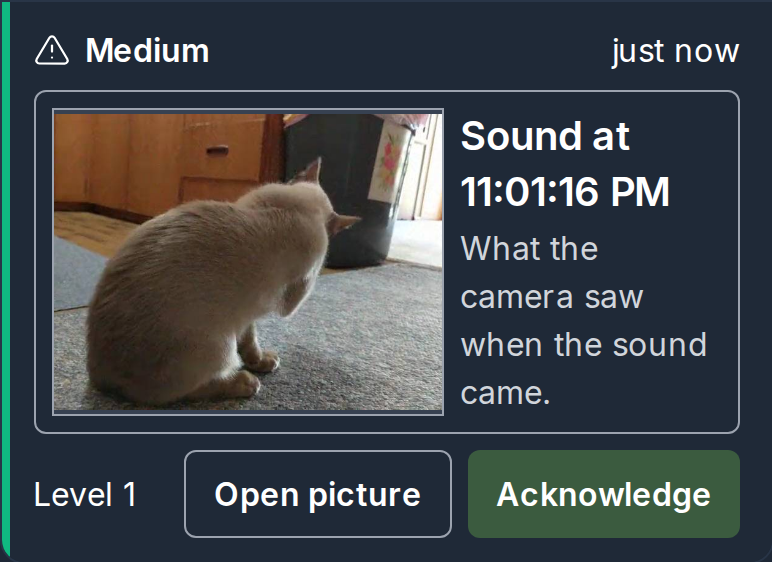 Medium
just now
Sound at
11:01:16 PM
What the
camera saw
when the sound
came.
Level 1
Open picture
Acknowledge